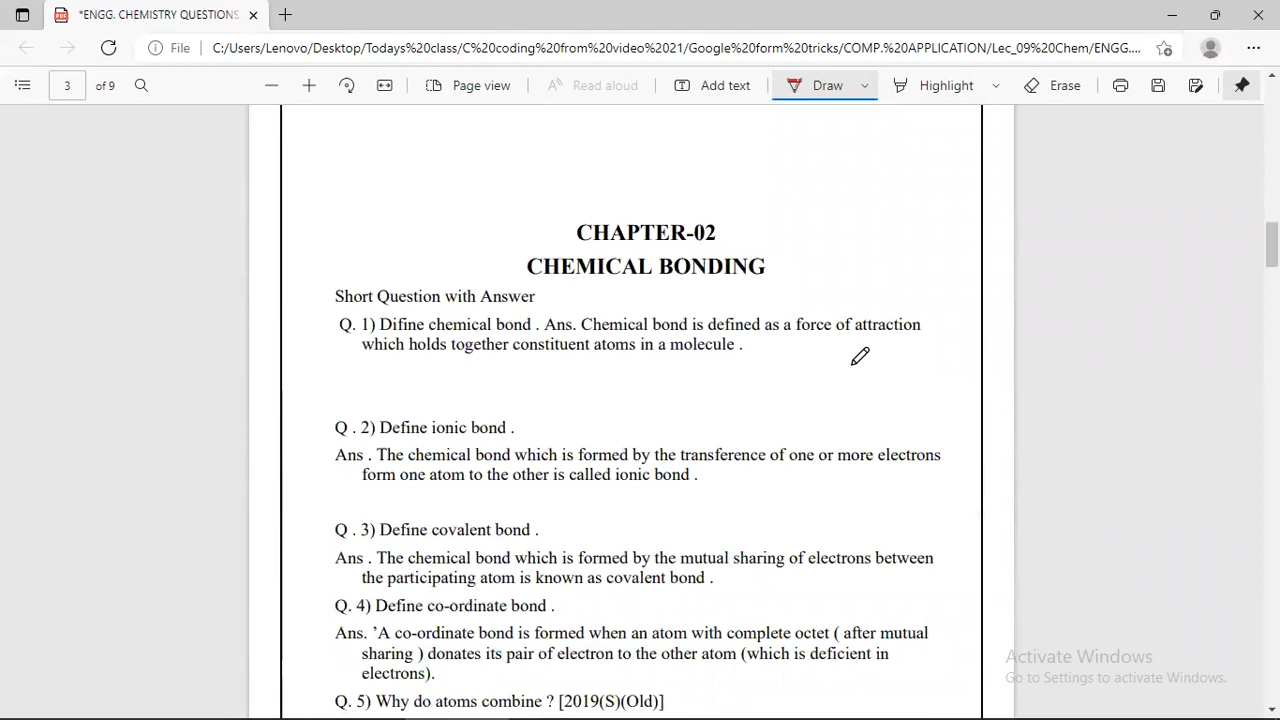 *ENGG. CHEMISTRY QUESTIONS
File C:/Users/Lenovo/Desktop/Todays%20class/C%20coding%20from%20video%2021/Google%20form%20tricks/COMP.%20APPLICATION/Lec_09%20Chem/ENGG....
3 of 9 Page view Read aloud Add text Draw Highlight Erase
CHAPTER-02
CHEMICAL BONDING
Short Question with Answer
Q. 1) Difine chemical bond . Ans. Chemical bond is defined as a force of attraction
which holds together constituent atoms in a molecule .
Q . 2) Define ionic bond .
Ans . The chemical bond which is formed by the transference of one or more electrons
form one atom to the other is called ionic bond .
Q . 3) Define covalent bond .
Ans . The chemical bond which is formed by the mutual sharing of electrons between
the participating atom is known as covalent bond .
Q. 4) Define co-ordinate bond .
Ans. ’A co-ordinate bond is formed when an atom with complete octet ( after mutual
sharing ) donates its pair of electron to the other atom (which is deficient in
electrons).
Q. 5) Why do atoms combine ? [2019(S)(Old)]
Activate Windows
Go to Settings to activate Windows.